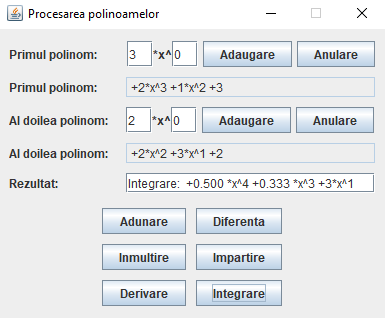 Procesarea polinoamelor
Primul polinom: 3 *x^ 0 Adaugare Anulare
Primul polinom: +2*x^3 +1*x^2 +3
Al doilea polinom: 2 *x^ 0 Adaugare Anulare
Al doilea polinom: +2*x^2 +3*x^1 +2
Rezultat: Integrare: +0.500 *x^4 +0.333 *x^3 +3*x^1
Adunare Diferenta
Inmultire Impartire
Derivare Integrare